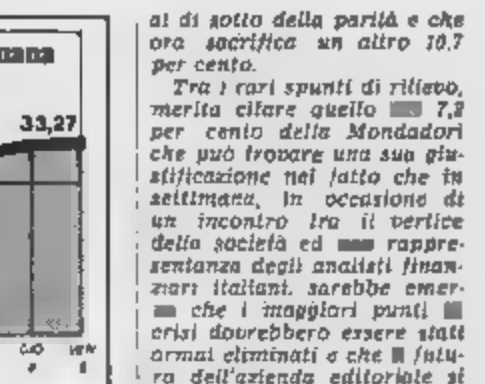 al di sotto della parità e che
ora sacrifica un altro 10,7
per cento.
Tra i rari spunti di rilievo,
merita citare quello 7,2
per cento della Mondadori
che può trovare una sua giu-
stificazione nel fatto che in
settimana, in occasione di
un incontro tra il vertice
della società ed rappre-
sentanza degli analisti finan-
ziari italiani, sarebbe emer-
che i maggiori punti
crisi dovrebbero essere stati
ormai eliminati e che futu-
ro dell'azienda editoriale si
33,27
GIO VEN